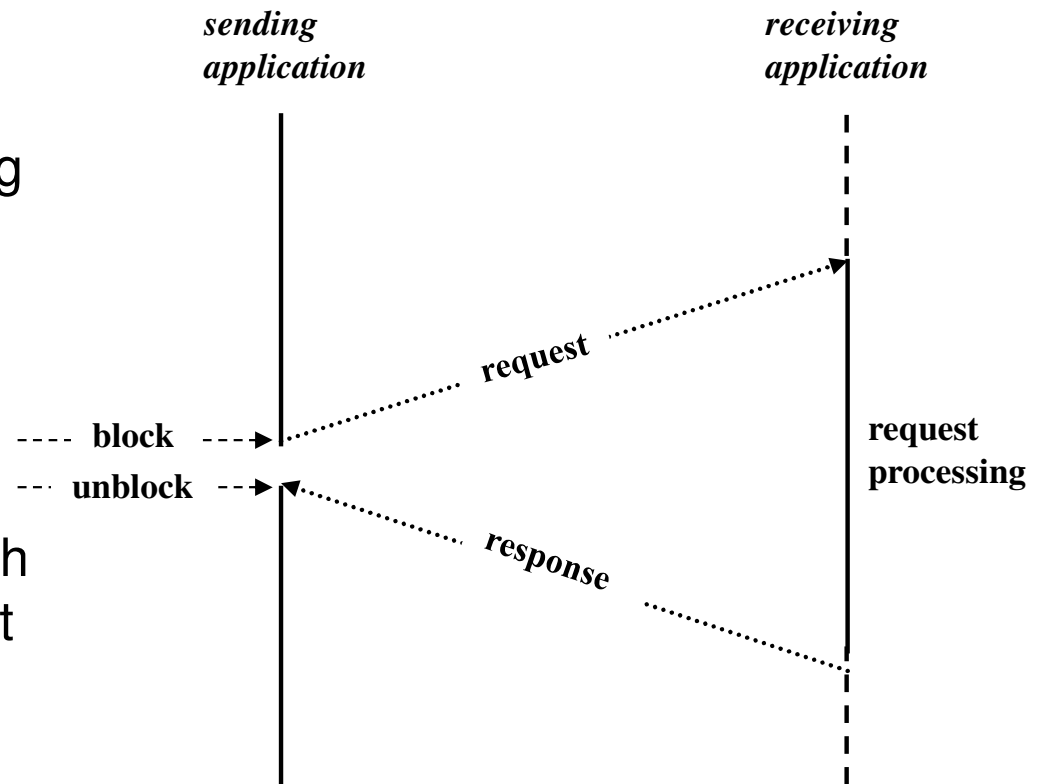 sending
application
receiving
application
g
request
block
unblock
request
processing
response
h
t